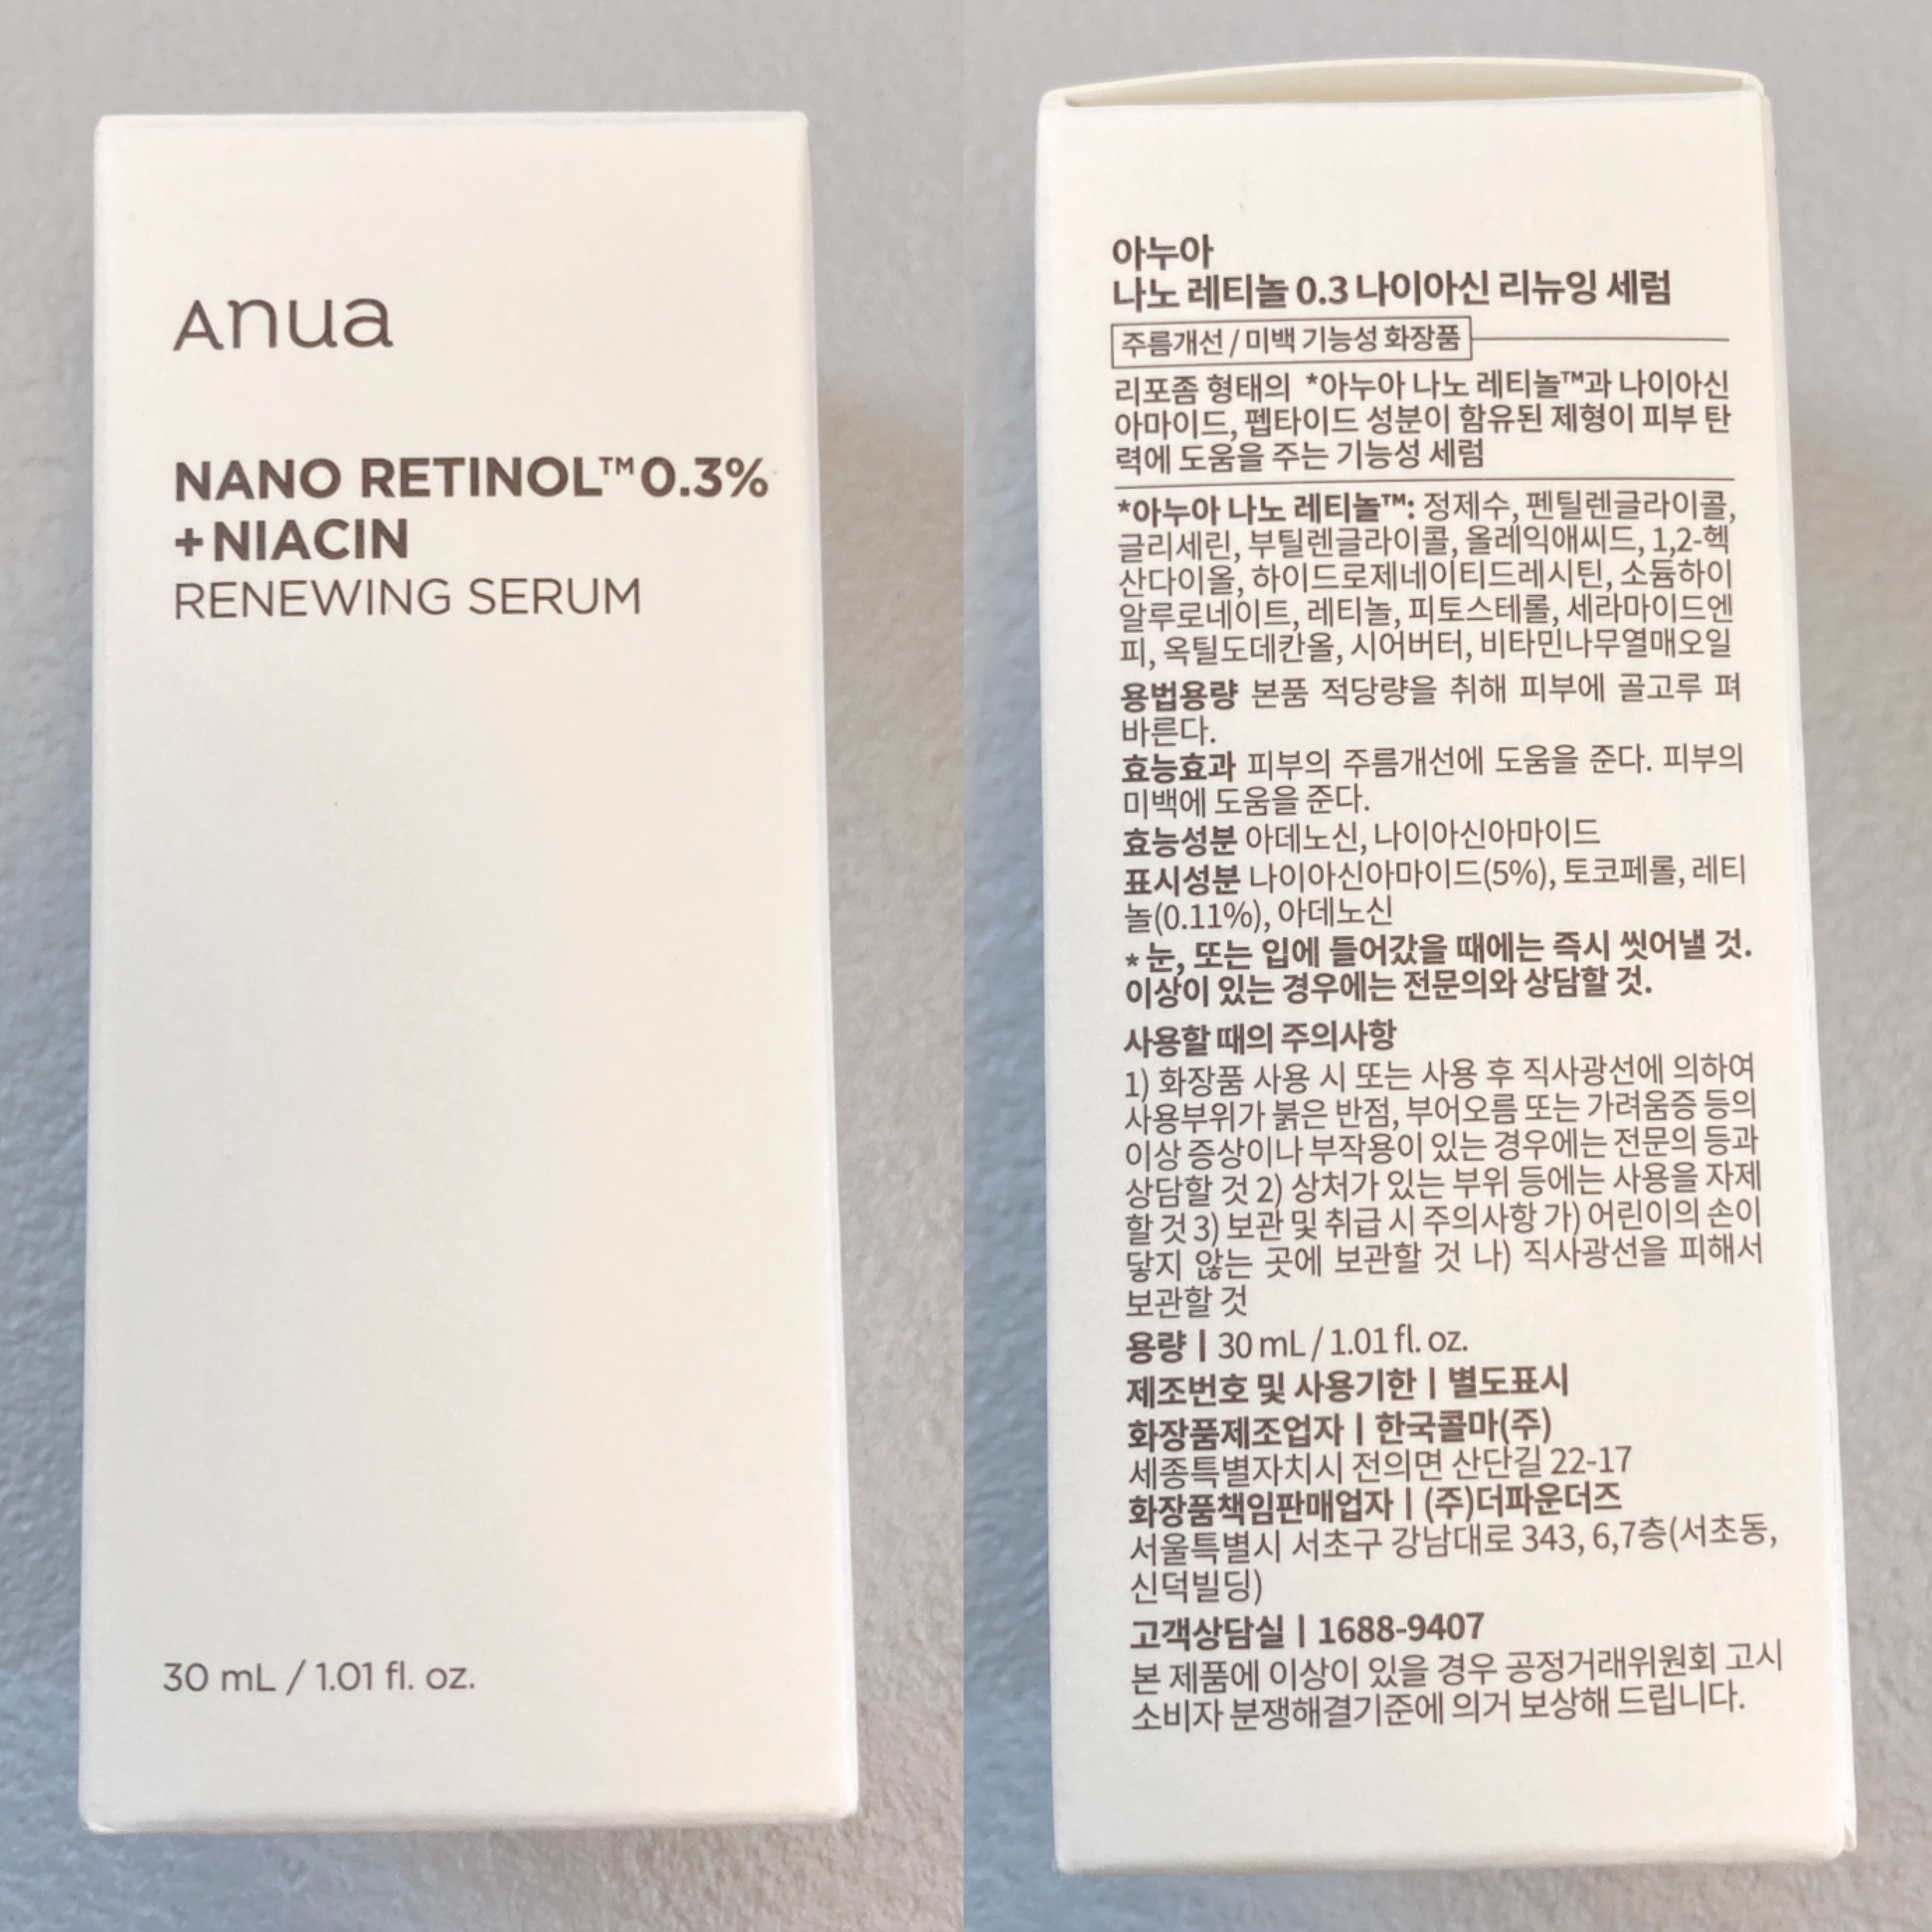 Anua
NANO RETINOL™ 0.3%
+NIACIN
RENEWING SERUM
30 mL / 1.01 fl. oz.
아누아
나노 레티놀 0.3 나이아신 리뉴잉 세럼
주름개선 / 미백 기능성 화장품
리포좀 형태의 *아누아 나노 레티놀™과 나이아신
아마이드, 펩타이드 성분이 함유된 제형이 피부 탄
력에 도움을 주는 기능성 세럼
*아누아 나노 레티놀™: 정제수, 펜틸렌글라이콜,
글리세린, 부틸렌글라이콜, 올레익애씨드, 1,2-헥
산다이올, 하이드로제네이티드레시틴, 소듐하이
알루로네이트, 레티놀, 피토스테롤, 세라마이드엔
피, 옥틸도데칸올, 시어버터, 비타민나무열매오일
용법용량 본품 적당량을 취해 피부에 골고루 펴
바른다.
효능효과 피부의 주름개선에 도움을 준다. 피부의
미백에 도움을 준다.
효능성분 아데노신, 나이아신아마이드
표시성분 나이아신아마이드(5%), 토코페롤, 레티
놀(0.11%), 아데노신
* 눈, 또는 입에 들어갔을 때에는 즉시 씻어낼 것.
이상이 있는 경우에는 전문의와 상담할 것.
사용할 때의 주의사항
1) 화장품 사용 시 또는 사용 후 직사광선에 의하여
사용부위가 붉은 반점, 부어오름 또는 가려움증 등의
이상 증상이나 부작용이 있는 경우에는 전문의 등과
상담할 것 2) 상처가 있는 부위 등에는 사용을 자제
할 것 3) 보관 및 취급 시 주의사항 가) 어린이의 손이
닿지 않는 곳에 보관할 것 나) 직사광선을 피해서
보관할 것
용량 | 30 mL / 1.01 fl. oz.
제조번호 및 사용기한 | 별도표시
화장품제조업자 | 한국콜마(주)
세종특별자치시 전의면 산단길 22-17
화장품책임판매업자 | (주)더파운더즈
서울특별시 서초구 강남대로 343, 6,7층(서초동,
신덕빌딩)
고객상담실 | 1688-9407
본 제품에 이상이 있을 경우 공정거래위원회 고시
소비자 분쟁해결기준에 의거 보상해 드립니다.